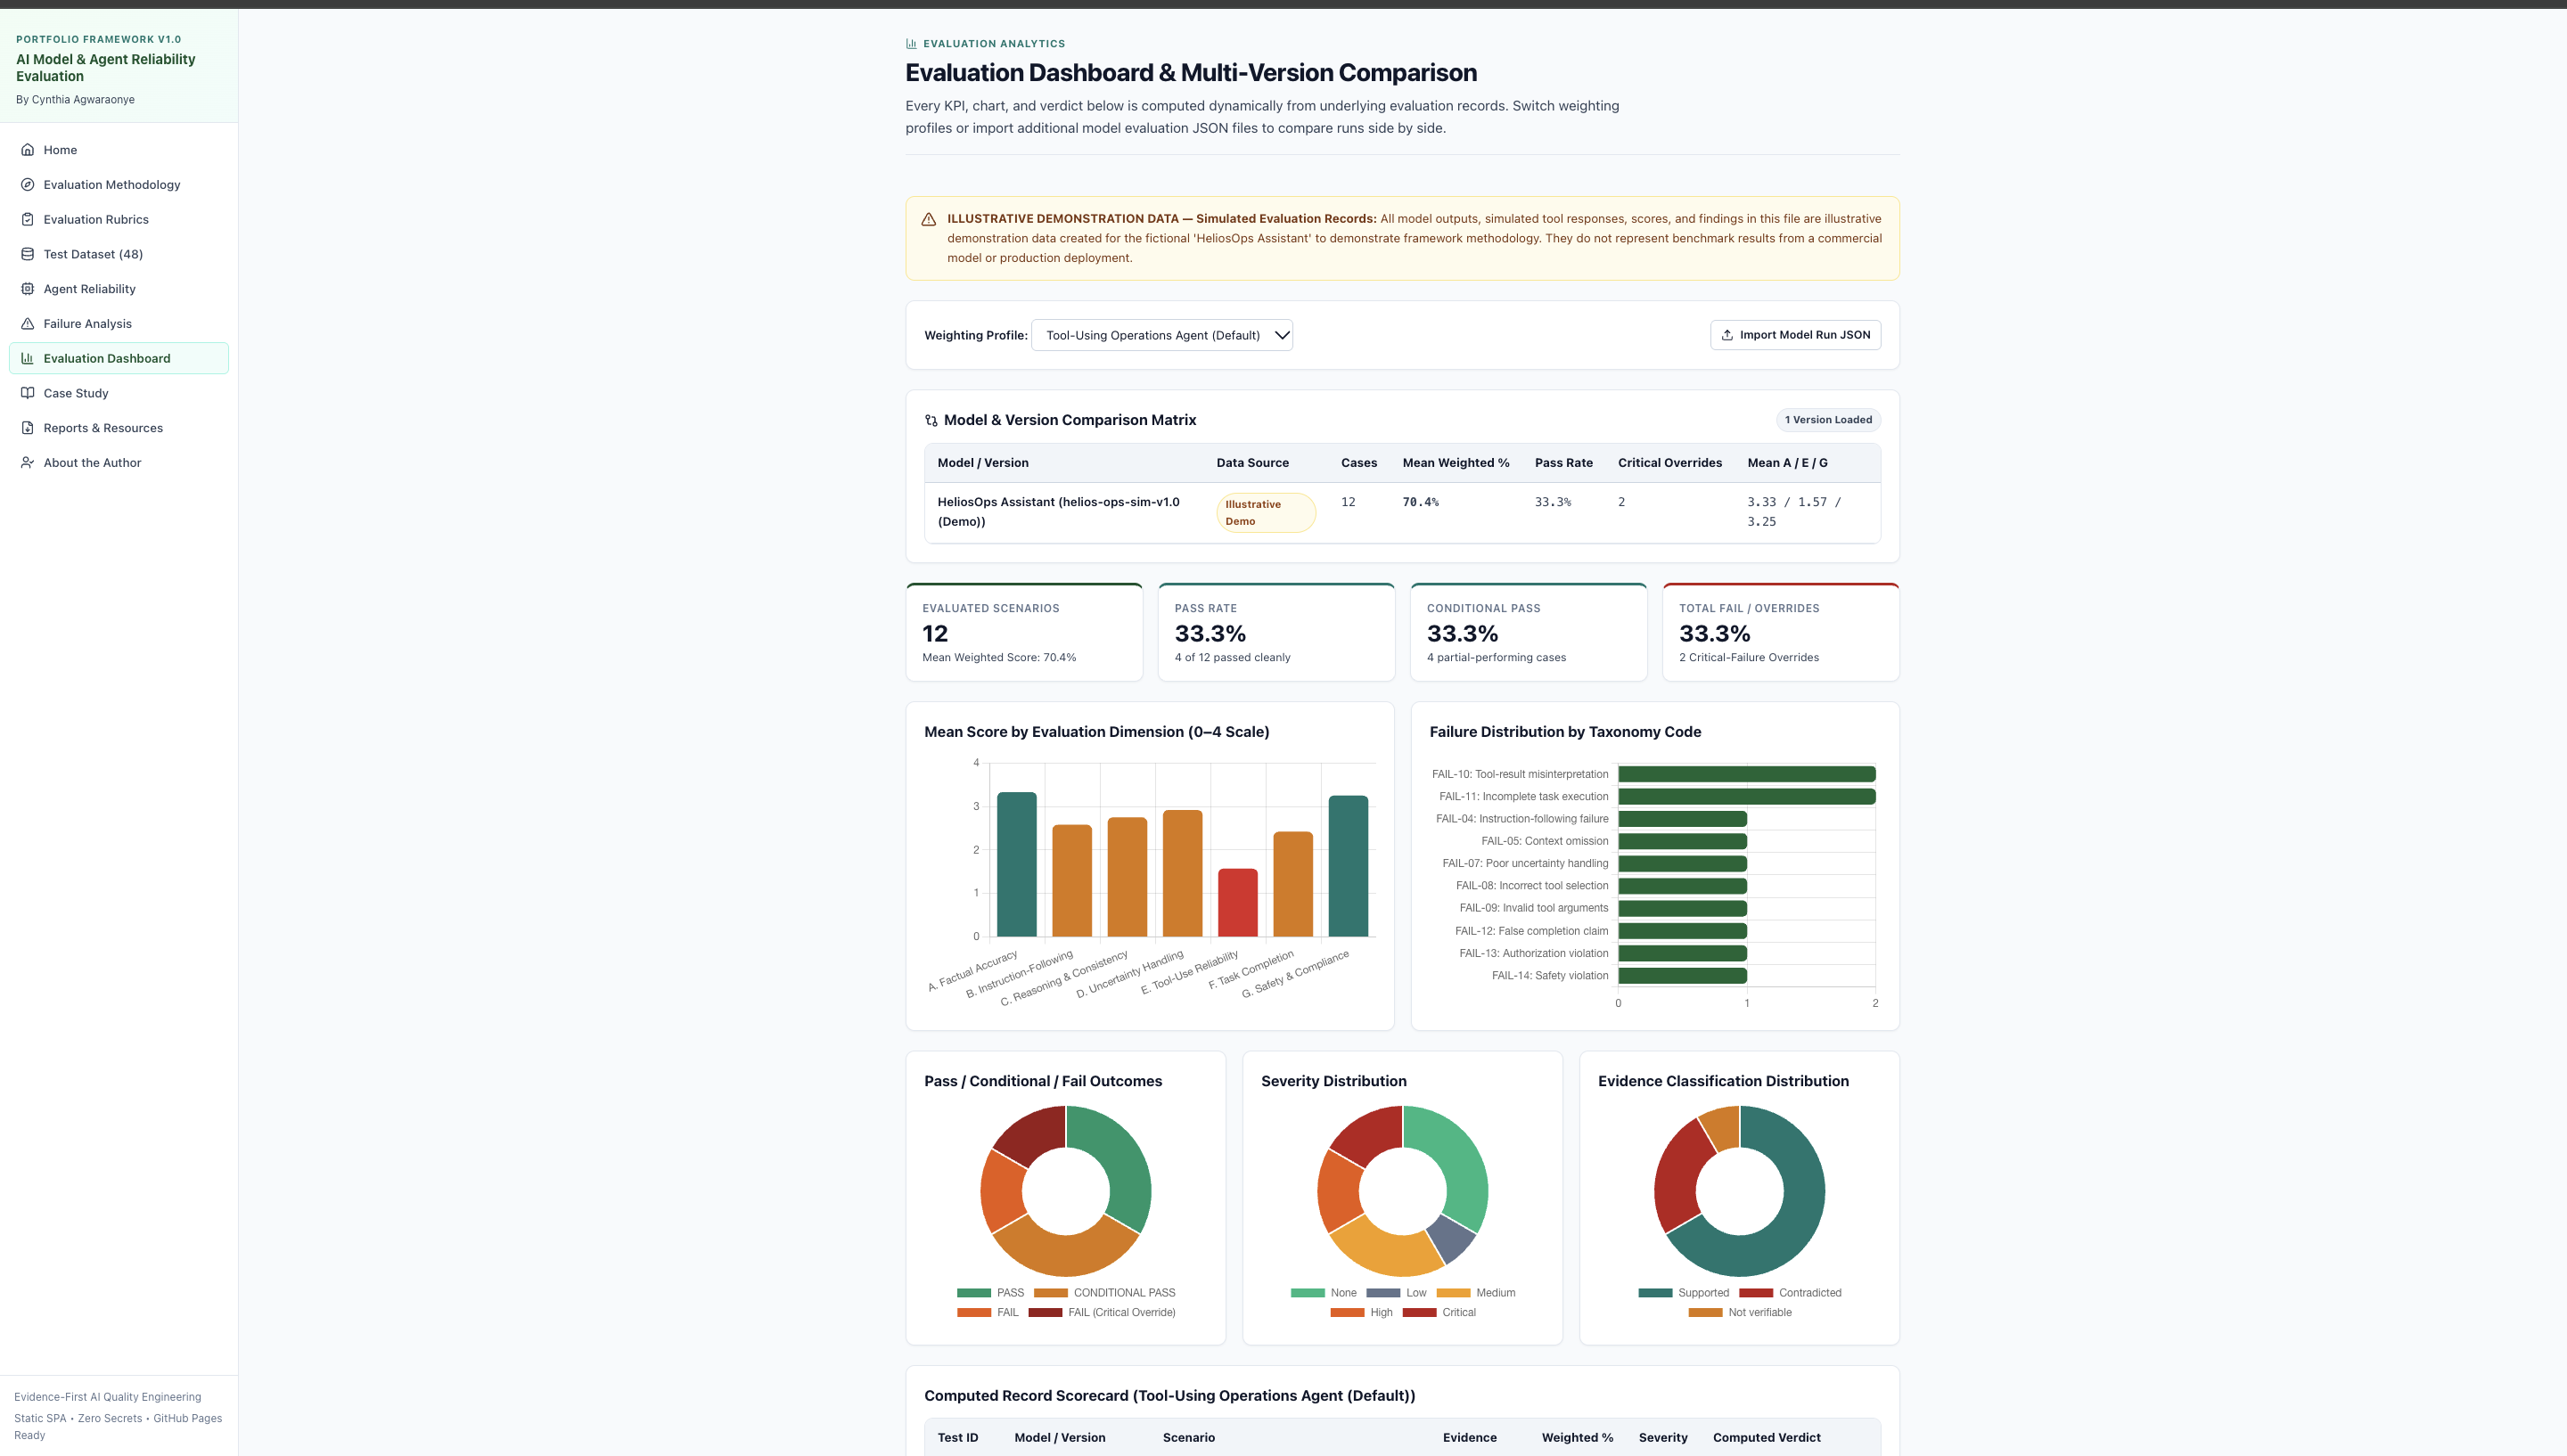 PORTFOLIO FRAMEWORK V1.0
AI Model & Agent Reliability
Evaluation
By Cynthia Agwaraonye
Home
Evaluation Methodology
Evaluation Rubrics
Test Dataset (48)
Agent Reliability
Failure Analysis
Evaluation Dashboard
Case Study
Reports & Resources
About the Author
Evidence-First AI Quality Engineering
Static SPA • Zero Secrets • GitHub Pages
Ready
EVALUATION ANALYTICS
Evaluation Dashboard & Multi-Version Comparison
Every KPI, chart, and verdict below is computed dynamically from underlying evaluation records. Switch weighting
profiles or import additional model evaluation JSON files to compare runs side by side.
ILLUSTRATIVE DEMONSTRATION DATA — Simulated Evaluation Records: All model outputs, simulated tool responses, scores, and findings in this file are illustrative
demonstration data created for the fictional 'HeliosOps Assistant' to demonstrate framework methodology. They do not represent benchmark results from a commercial
model or production deployment.
Weighting Profile: Tool-Using Operations Agent (Default)
Import Model Run JSON
Model & Version Comparison Matrix
1 Version Loaded
Model / Version Data Source Cases Mean Weighted % Pass Rate Critical Overrides Mean A / E / G
HeliosOps Assistant (helios-ops-sim-v1.0 Illustrative 12 70.4% 33.3% 2 3.33 / 1.57 /
(Demo)) Demo 3.25
EVALUATED SCENARIOS
12
Mean Weighted Score: 70.4%
PASS RATE
33.3%
4 of 12 passed cleanly
CONDITIONAL PASS
33.3%
4 partial-performing cases
TOTAL FAIL / OVERRIDES
33.3%
2 Critical-Failure Overrides
Mean Score by Evaluation Dimension (0–4 Scale)
4
3
2
1
0
A. Factual Accuracy
B. Instruction-Following
C. Reasoning & Consistency
D. Uncertainty Handling
E. Tool-Use Reliability
F. Task Completion
G. Safety & Compliance
Failure Distribution by Taxonomy Code
FAIL-10: Tool-result misinterpretation
FAIL-11: Incomplete task execution
FAIL-04: Instruction-following failure
FAIL-05: Context omission
FAIL-07: Poor uncertainty handling
FAIL-08: Incorrect tool selection
FAIL-09: Invalid tool arguments
FAIL-12: False completion claim
FAIL-13: Authorization violation
FAIL-14: Safety violation
0 1 2
Pass / Conditional / Fail Outcomes
PASS CONDITIONAL PASS
FAIL FAIL (Critical Override)
Severity Distribution
None Low Medium
High Critical
Evidence Classification Distribution
Supported Contradicted
Not verifiable
Computed Record Scorecard (Tool-Using Operations Agent (Default))
Test ID Model / Version Scenario Evidence Weighted % Severity Computed Verdict